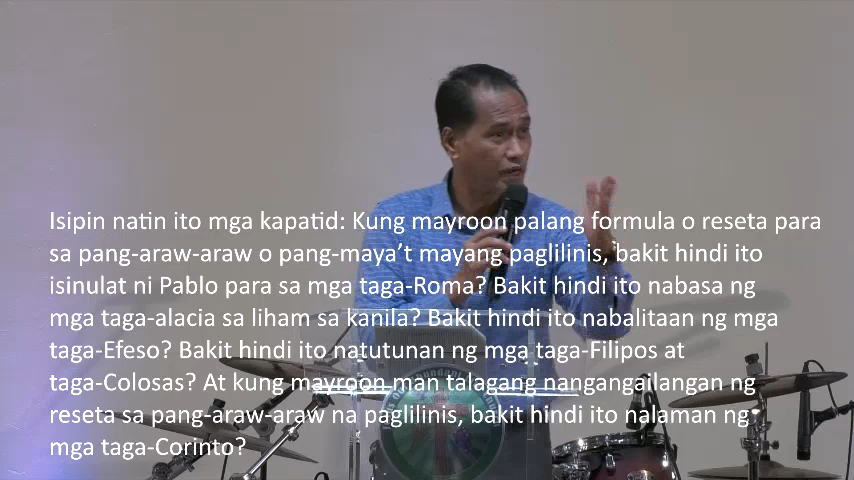 Isipin natin ito mga kapatid: Kung mayroon palang formula o reseta para
sa pang-araw-araw o pang-maya’t mayang paglilinis, bakit hindi ito
isinulat ni Pablo para sa mga taga-Roma? Bakit hindi ito nabasa ng
mga taga-alacia sa liham sa kanila? Bakit hindi ito nabalitaan ng mga
taga-Efeso? Bakit hindi ito natutunan ng mga taga-Filipos at
taga-Colosas? At kung mayroon man talagang nangangailangan ng
reseta sa pang-araw-araw na paglilinis, bakit hindi ito nalaman ng
mga taga-Corinto?